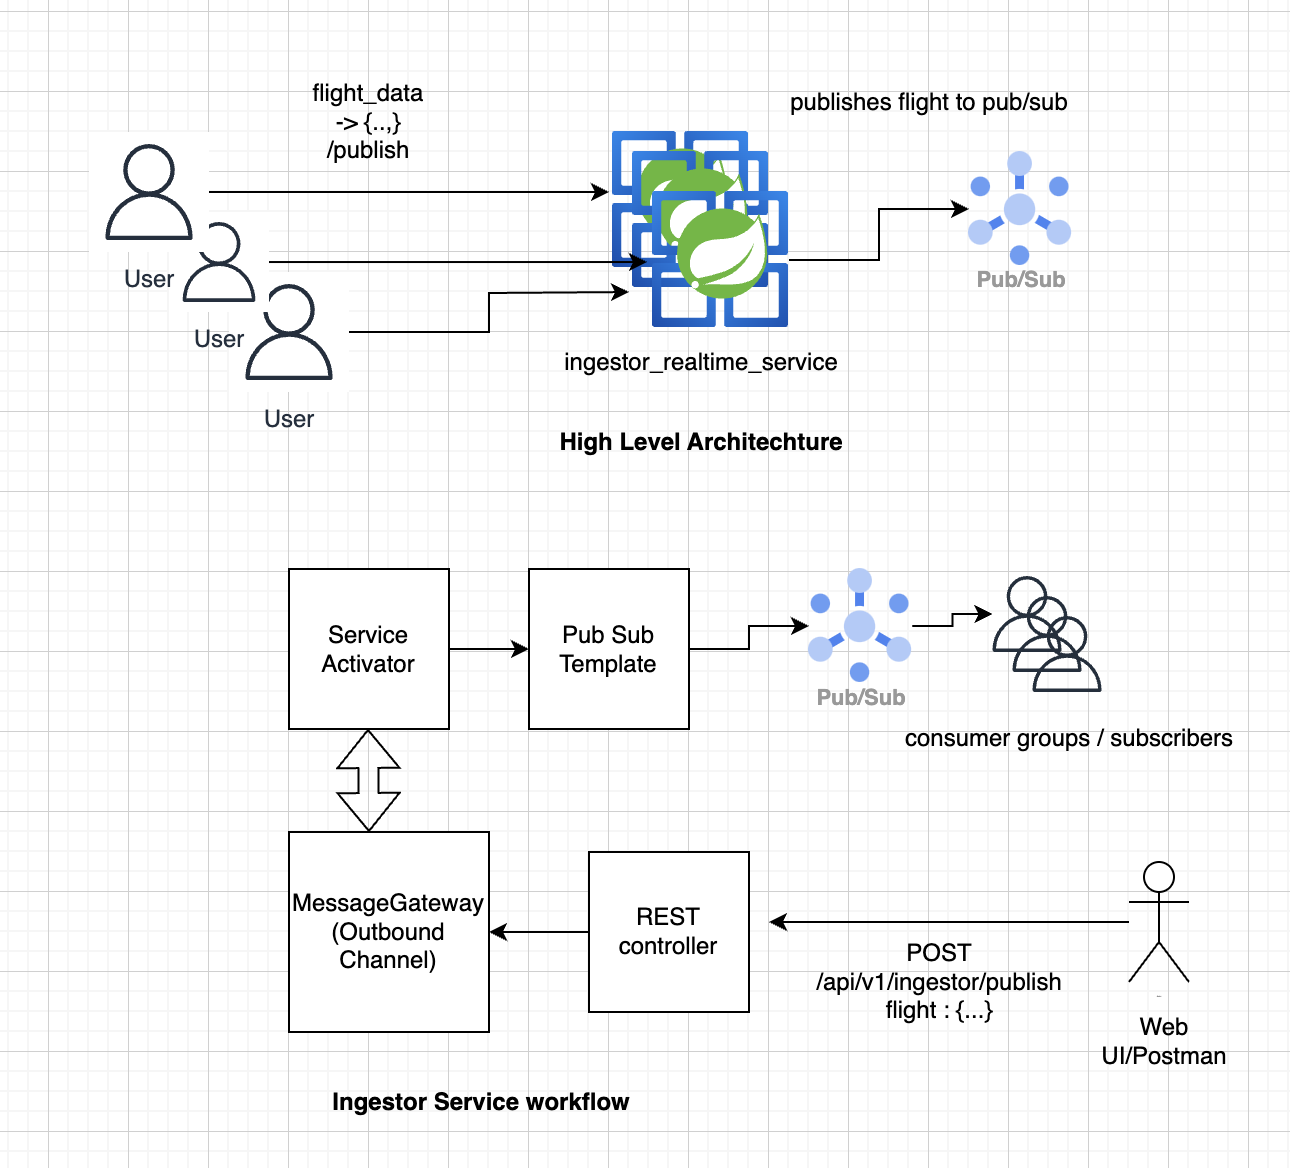 flight_data
-> {..,}
/publish
publishes flight to pub/sub
User
User
User
Pub/Sub
ingestor_realtime_service
High Level Architechture
Service
Activator
Pub Sub
Template
Pub/Sub
consumer groups / subscribers
MessageGateway
(Outbound
Channel)
REST
controller
POST
/api/v1/ingestor/publish
flight : {...}
Web
UI/Postman
Ingestor Service workflow